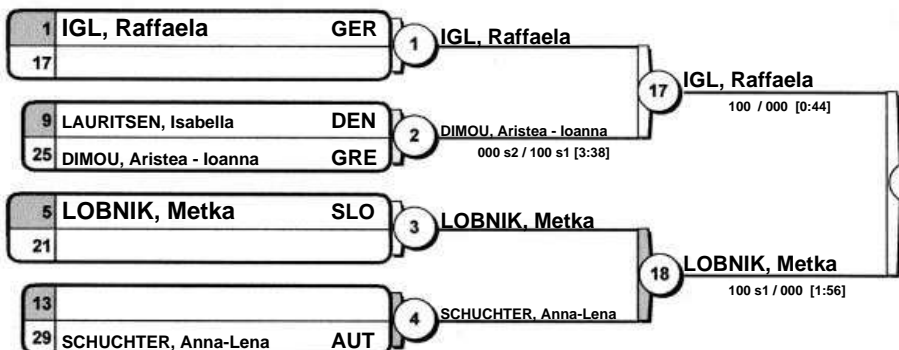 1 IGL, Raffaela GER
17
1
IGL, Raffaela
9 LAURITSEN, Isabella DEN
25 DIMOU, Aristea - Ioanna GRE
2
DIMOU, Aristea - Ioanna
000 s2 / 100 s1 [3:38]
17
IGL, Raffaela
100 / 000 [0:44]
5 LOBNIK, Metka SLO
21
3
LOBNIK, Metka
13
29 SCHUCHTER, Anna-Lena AUT
4
SCHUCHTER, Anna-Lena
18
LOBNIK, Metka
100 s1 / 000 [1:56]